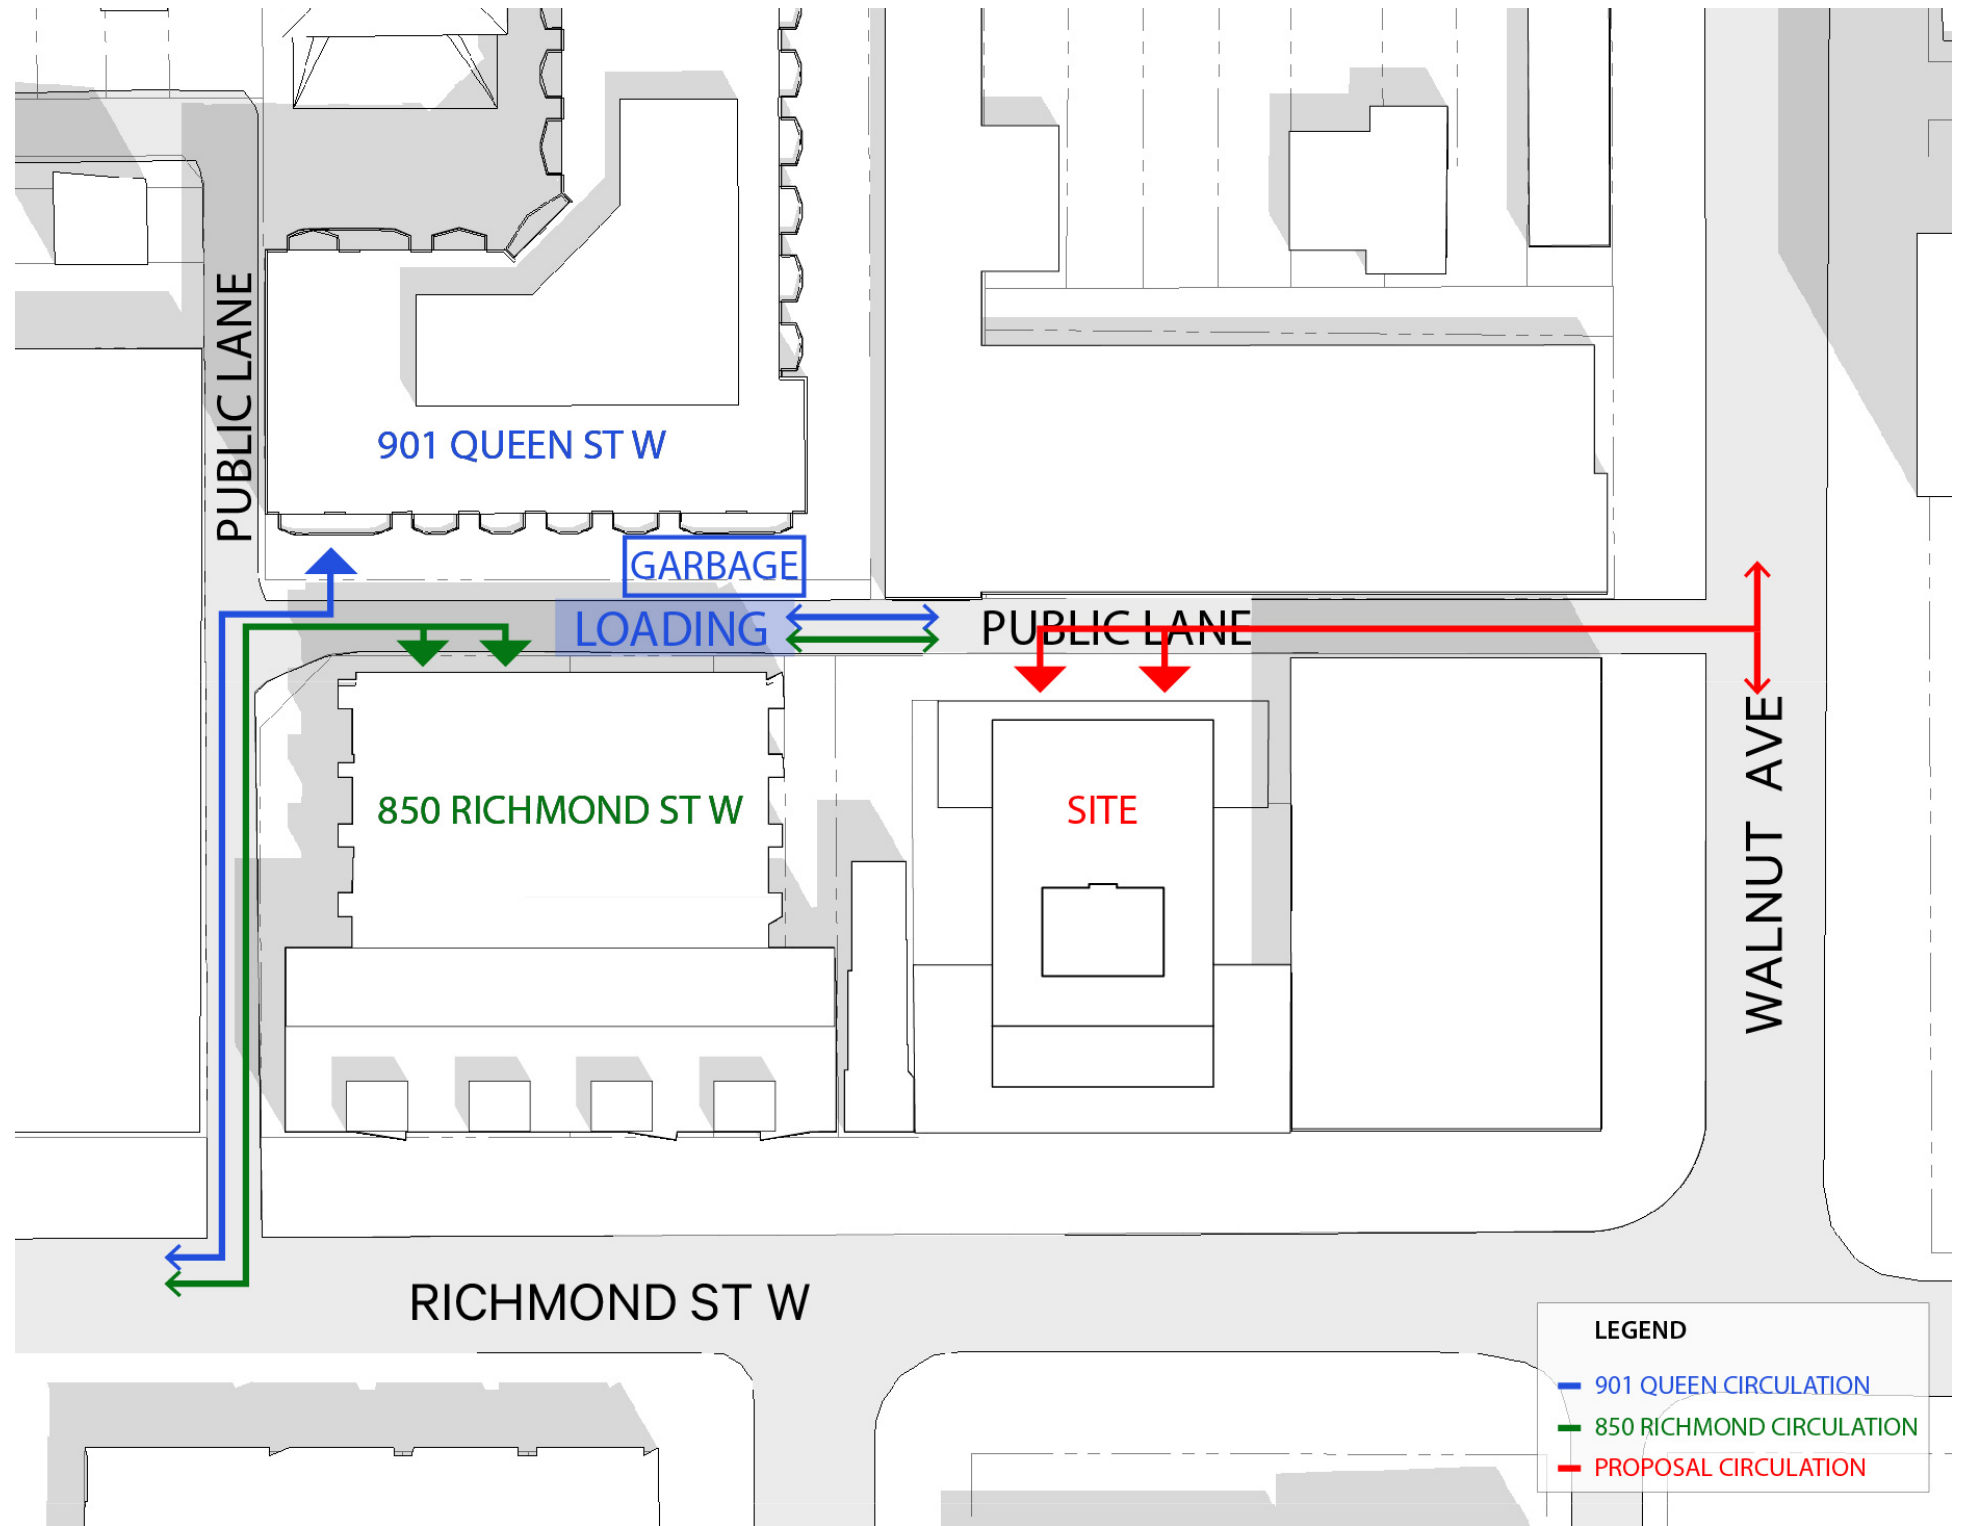 PUBLIC LANE
901 QUEEN ST W
GARBAGE
LOADING
PUBLIC LANE
850 RICHMOND ST W
SITE
WALNUT AVE
RICHMOND ST W
LEGEND
901 QUEEN CIRCULATION
850 RICHMOND CIRCULATION
PROPOSAL CIRCULATION